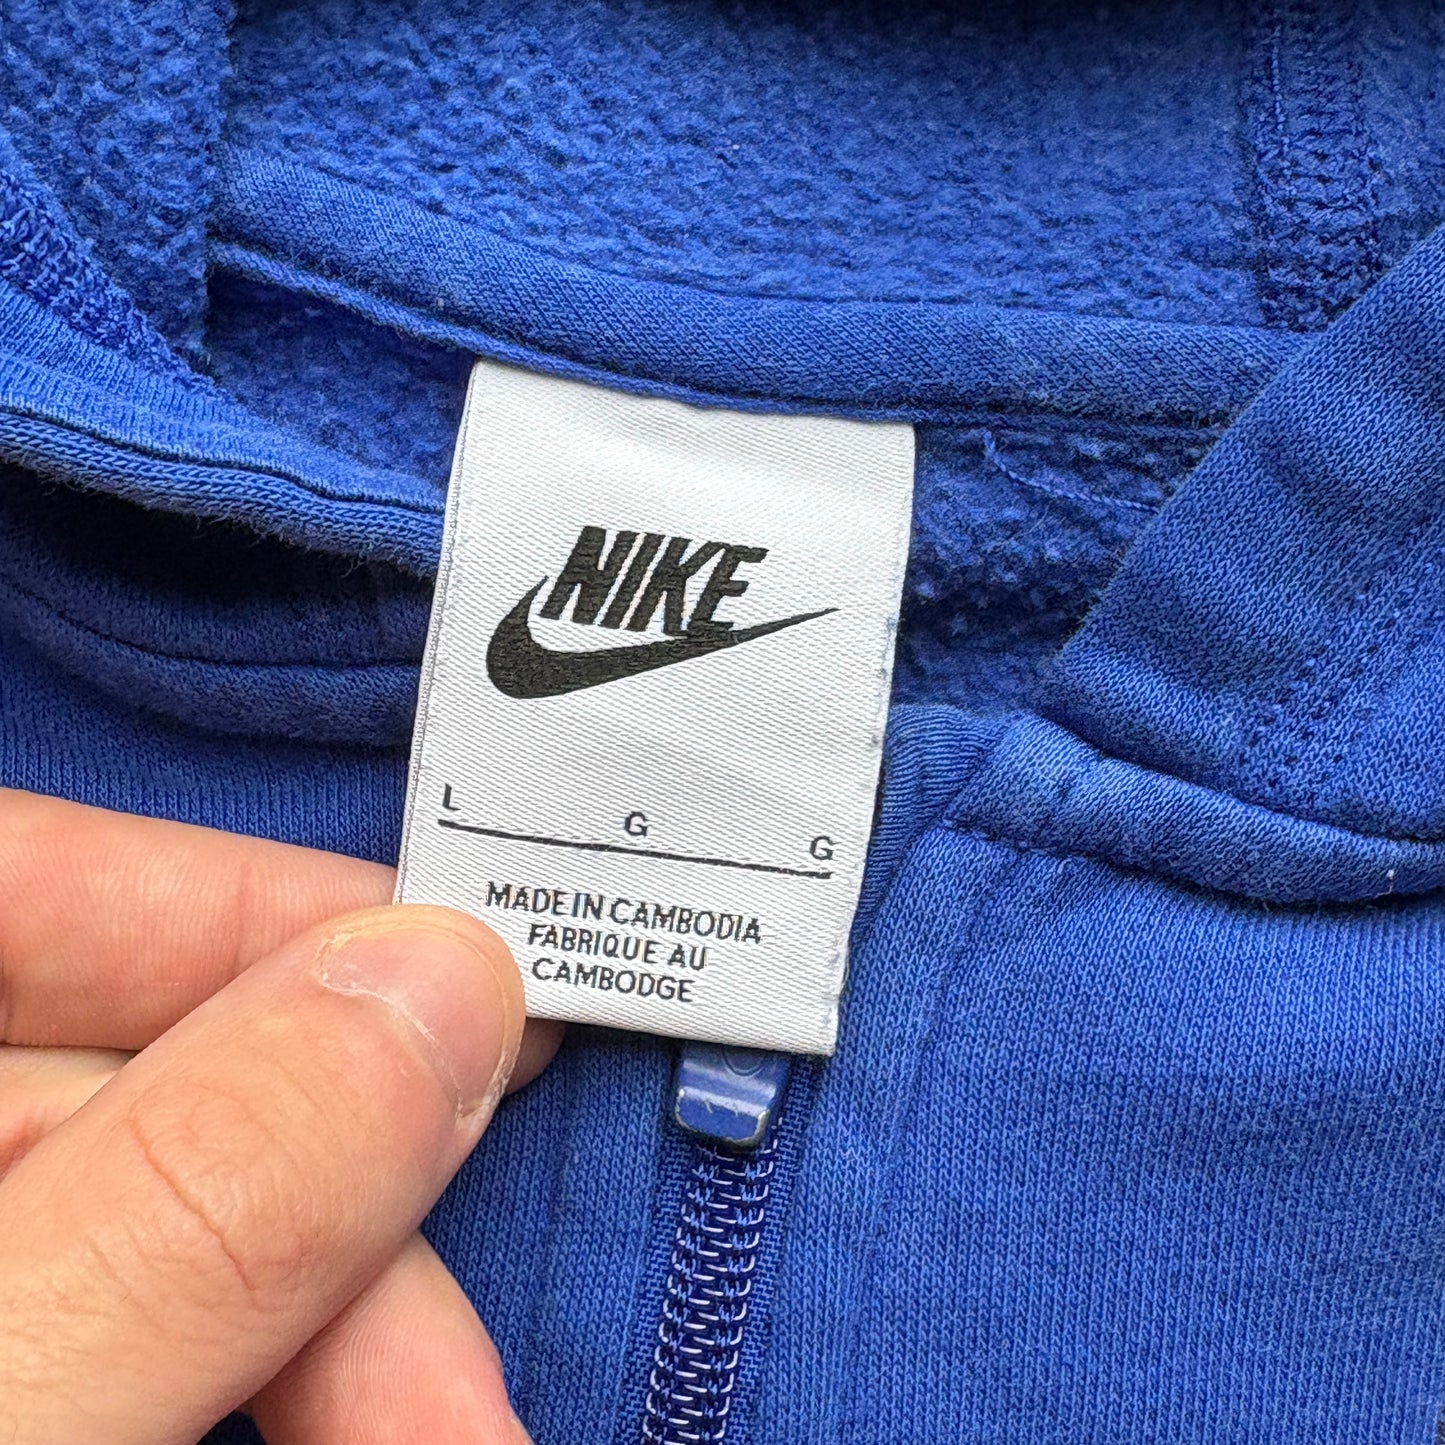 NIKE
L G G
MADE IN CAMBODIA
FABRIQUE AU
CAMBODGE